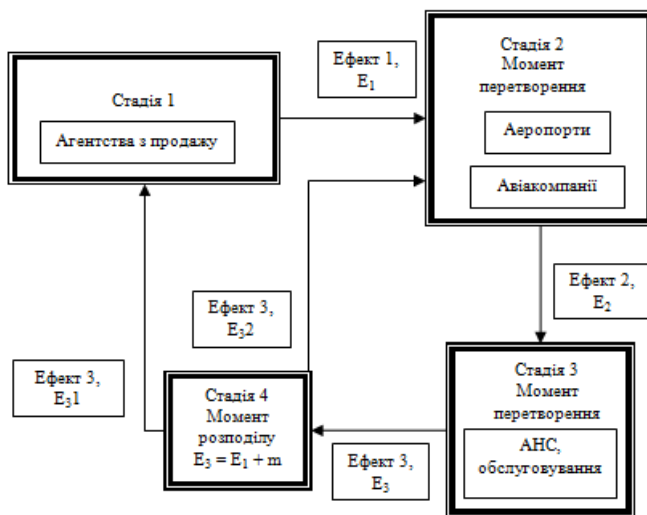 Стадія 1
Агентства з продажу
Ефект 1,
E₁
Стадія 2
Момент
перетворення
Аеропорти
Авіакомпанії
Ефект 2,
E₂
Ефект 3,
E₃2
Ефект 3,
E₃1
Стадія 4
Момент
розподілу
E₃ = E₁ + m
Ефект 3,
E₃
Стадія 3
Момент
перетворення
АНС,
обслуговування